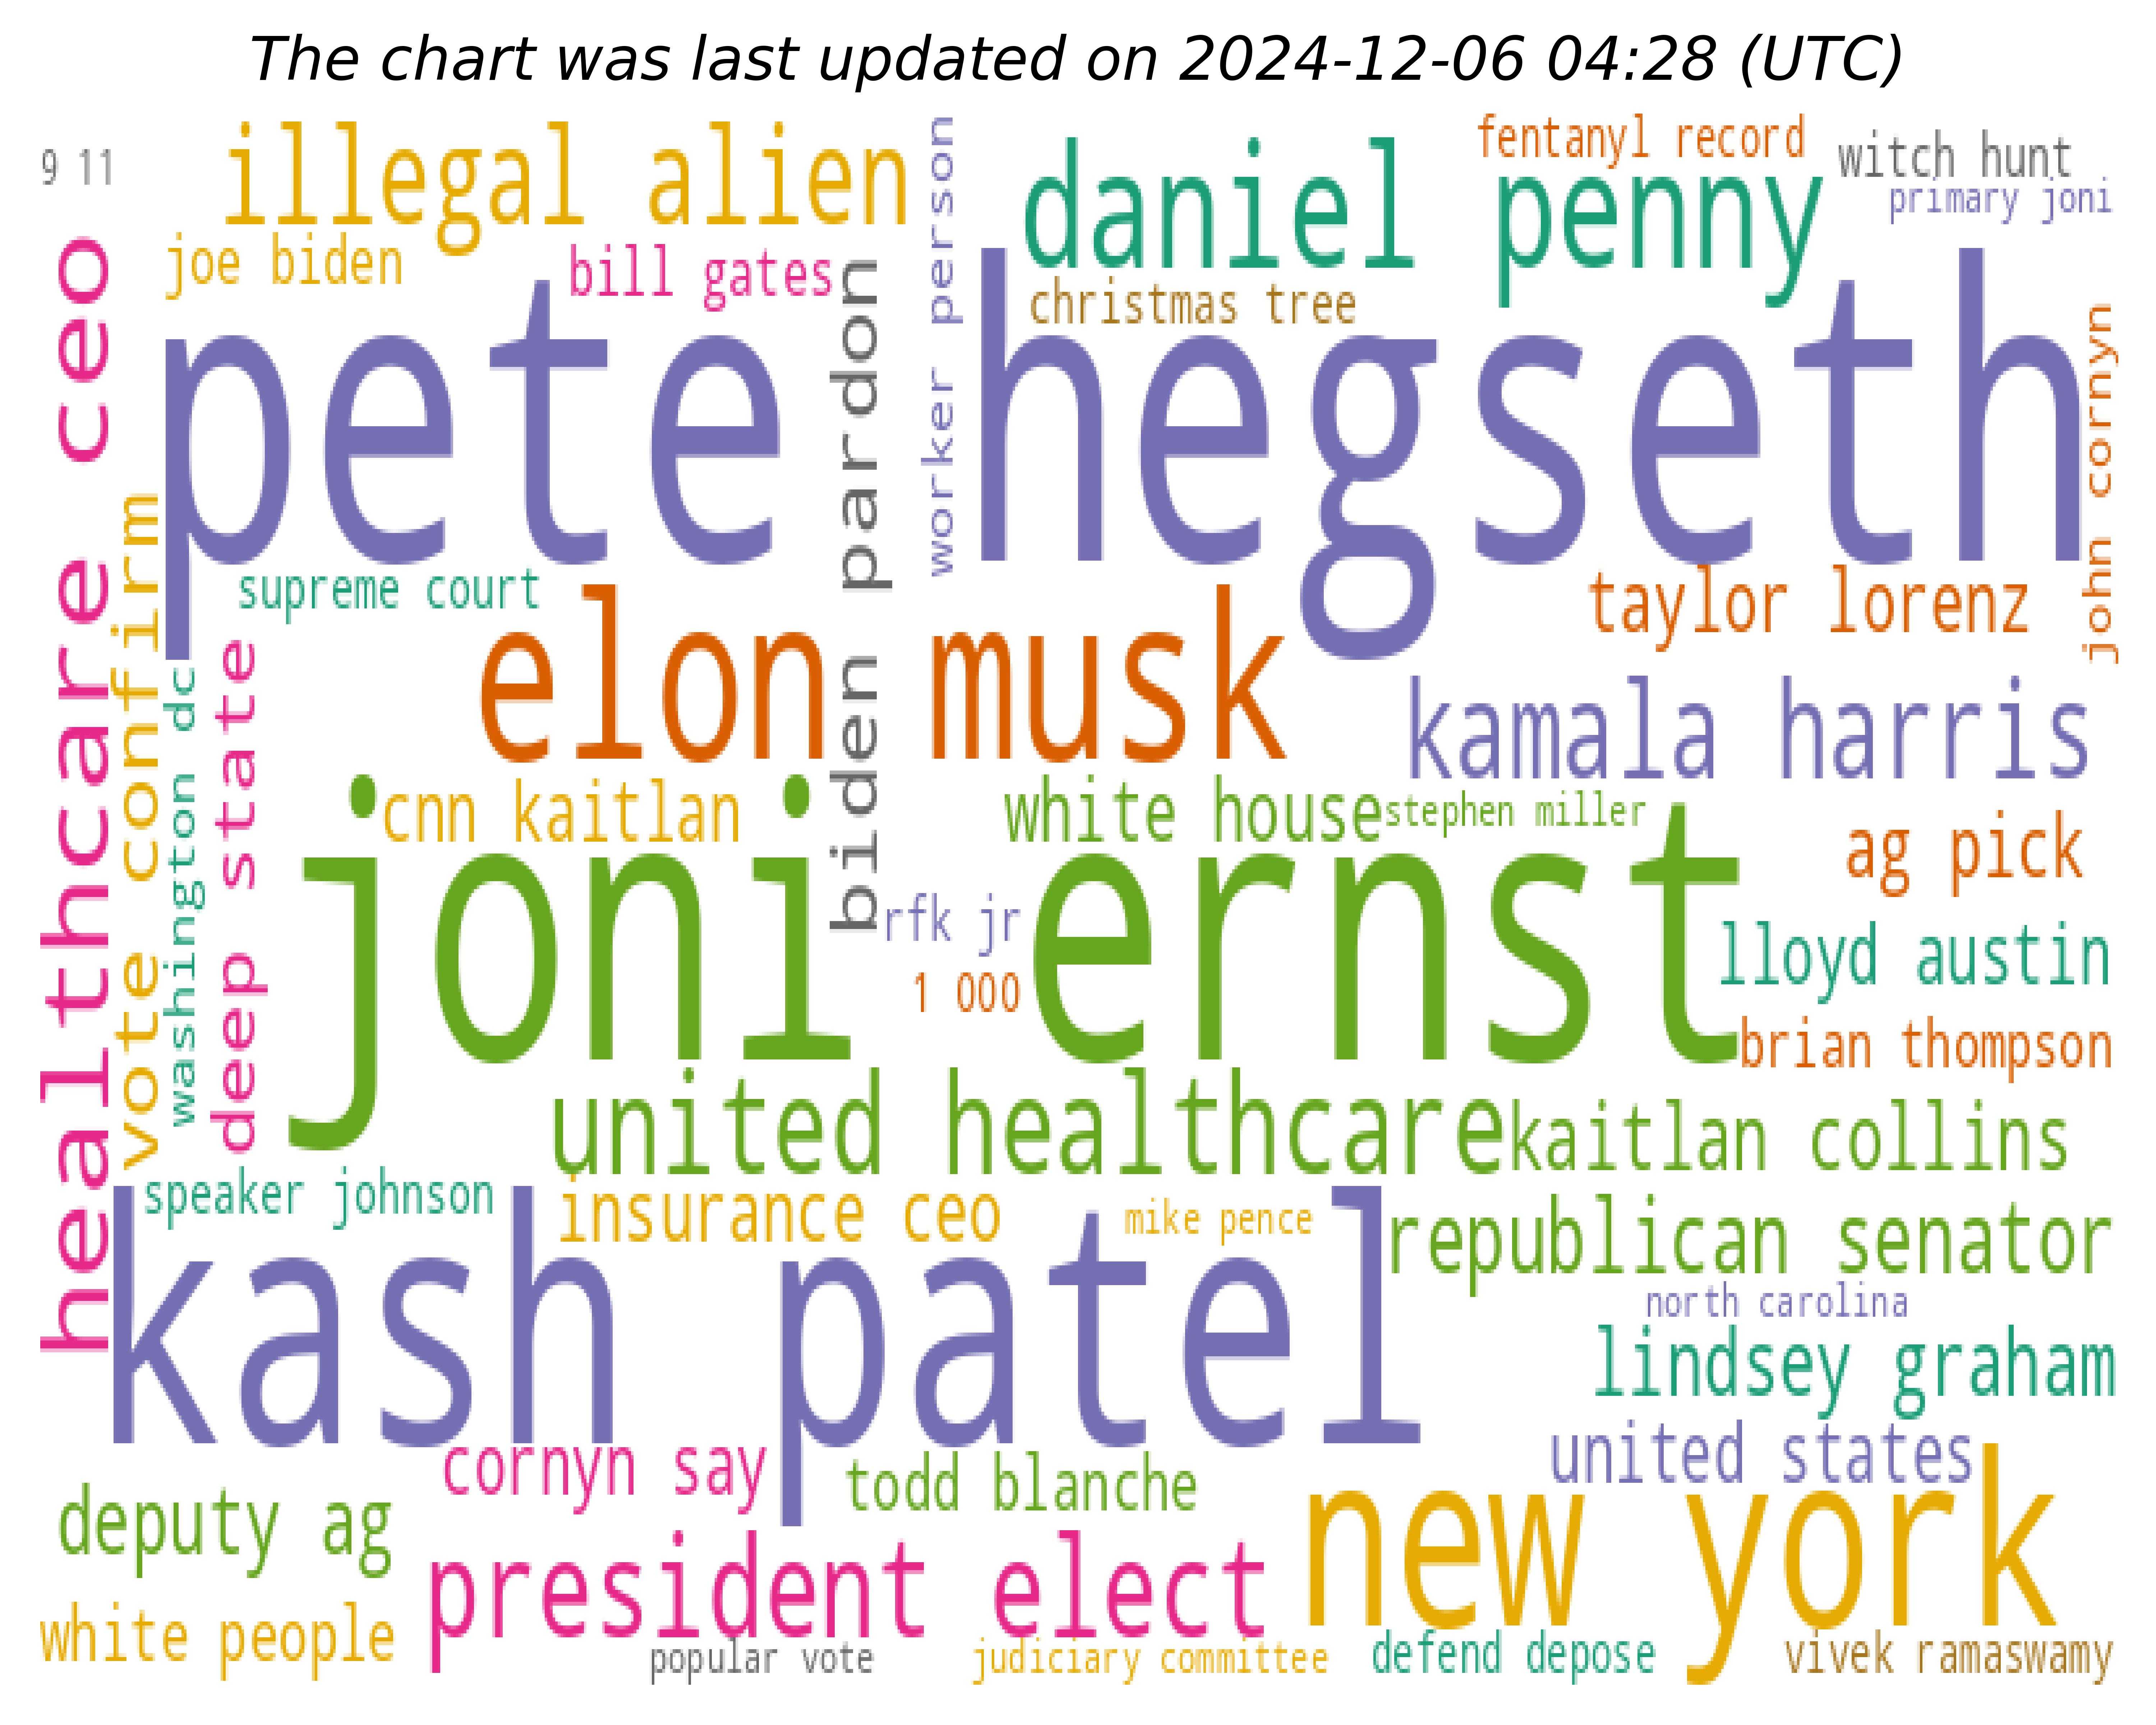 The chart was last updated on 2024-12-06 04:28 (UTC)
9 11
illegal alien
worker person
daniel penny
fentanyl record
witch hunt
primary joni
healthcare ceo
joe biden
bill gates
biden pardon
christmas tree
pete hegseth
john cornyn
vote confirm
supreme court
elon musk
taylor lorenz
washington dc
deep state
kamala harris
cnn kaitlan
white house
stephen miller
ag pick
joni ernst
rfk jr
1 000
lloyd austin
brian thompson
united healthcare
kaitlan collins
speaker johnson
insurance ceo
mike pence
republican senator
kash patel
north carolina
lindsey graham
cornyn say
todd blanche
united states
deputy ag
president elect
new york
white people
popular vote
judiciary committee
defend depose
vivek ramaswamy